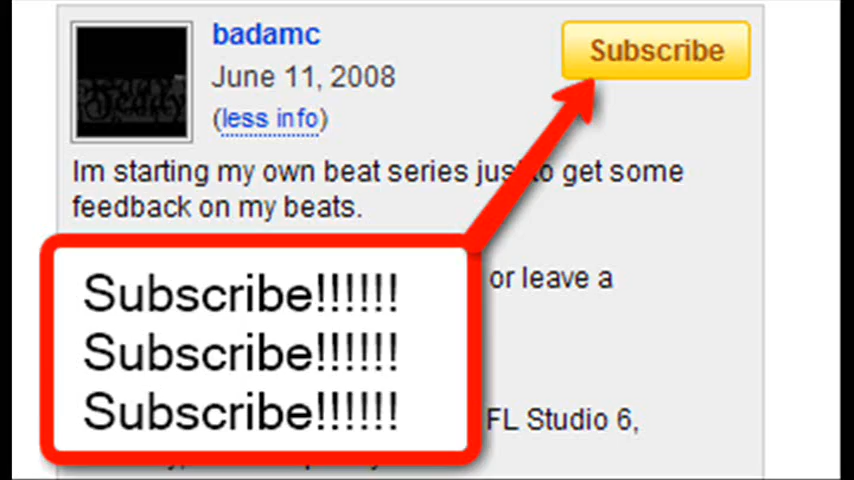 badamc
Subscribe
June 11, 2008
(less info)
Im starting my own beat series just to get some
feedback on my beats.
or leave a
Subscribe!!!!!!
Subscribe!!!!!!
Subscribe!!!!!!
FL Studio 6,